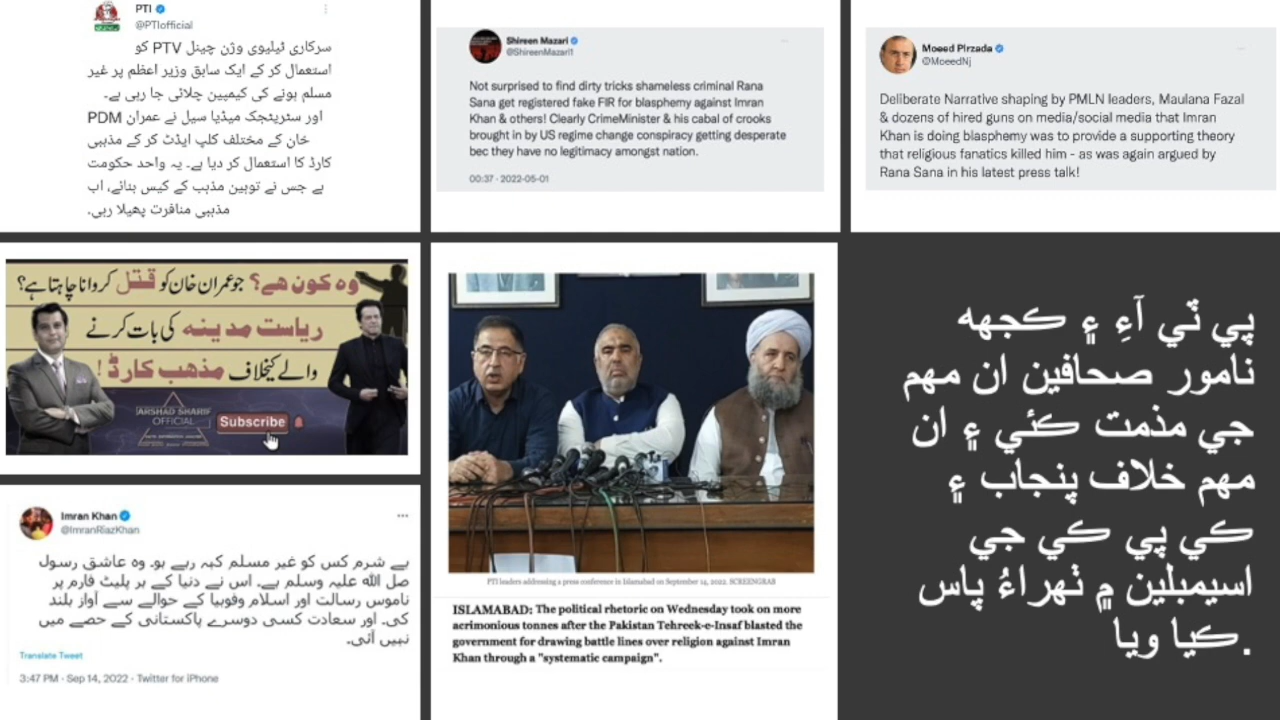 PTI
@PTIofficial
سرکاری ٹیلیوی وژن چینل PTV کو
استعمال کر کے ایک سابق وزیر اعظم پر غیر
مسلم ہونے کی کیمپین چلائی جا رہی ہے۔
اور سٹریٹجک میڈیا سیل نے عمران PDM
خان کے مختلف کلپ ایڈٹ کر کے مذہبی
کارڈ کا استعمال کر دیا ہے۔ یہ واحد حکومت
ہے جس نے توہین مذہب کے کیس بنائے، اب
مذہبی منافرت پھیلا رہی۔
Shireen Mazari
@ShireenMazari1
Not surprised to find dirty tricks shameless criminal Rana
Sana get registered fake FIR for blasphemy against Imran
Khan & others! Clearly CrimeMinister & his cabal of crooks
brought in by US regime change conspiracy getting desperate
bec they have no legitimacy amongst nation.
00:37 · 2022-05-01
Moeed Pirzada
@MoeedNj
Deliberate Narrative shaping by PMLN leaders, Maulana Fazal
& dozens of hired guns on media/social media that Imran
Khan is doing blasphemy was to provide a supporting theory
that religious fanatics killed him - as was again argued by
Rana Sana in his latest press talk!
وہ کون ھے؟ جو عمران خان کو قتل کروانا چاہتا ہے؟
ریاست مدینہ کی بات کرنے
والے کیخلاف مذھب کارڈ!
ARSHAD SHARIF
OFFICIAL
Subscribe
Imran Khan
@ImranRiazKhan
بے شرم کس کو غیر مسلم کہہ رہے ہو۔ وہ عاشق رسول
صل اللہ علیہ وسلم ہے۔ اس نے دنیا کے ہر پلیٹ فارم پر
ناموس رسالت اور اسلام وفوبیا کے حوالے سے آواز بلند
کی۔ اور سعادت کسی دوسرے پاکستانی کے حصے میں
نہیں آئی۔
Translate Tweet
3:47 PM · Sep 14, 2022 · Twitter for iPhone
PTI leaders addressing a press conference in Islamabad on September 14, 2022. SCREENGRAB
ISLAMABAD: The political rhetoric on Wednesday took on more
acrimonious tonnes after the Pakistan Tehreek-e-Insaf blasted the
government for drawing battle lines over religion against Imran
Khan through a "systematic campaign".
پي ٽي آءِ ۽ ڪجهه
نامور صحافين ان مهم
جي مذمت ڪئي ۽ ان
مهم خلاف پنجاب ۽
ڪي پي ڪي جي
اسيمبلين ۾ ٺهراءُ پاس
ڪيا ويا.